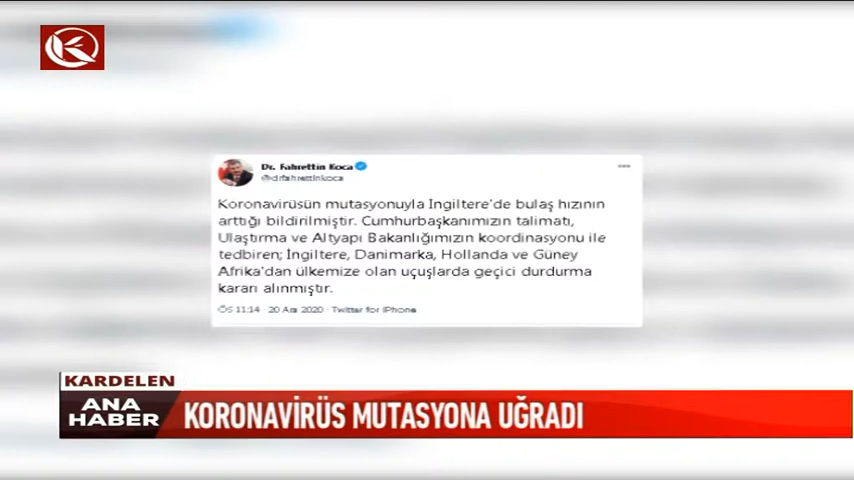 Dr. Fahrettin Koca
@drfahrettinkoca
Koronavirüsün mutasyonuyla İngiltere'de bulaş hızının
arttığı bildirilmiştir. Cumhurbaşkanımızın talimatı,
Ulaştırma ve Altyapı Bakanlığımızın koordinasyonu ile
tedbiren; İngiltere, Danimarka, Hollanda ve Güney
Afrika'dan ülkemize olan uçuşlarda geçici durdurma
kararı alınmıştır.
ÖS 11:14 · 20 Ara 2020 · Twitter for iPhone
KARDELEN
ANA
HABER
KORONAVİRÜS MUTASYONA UĞRADI